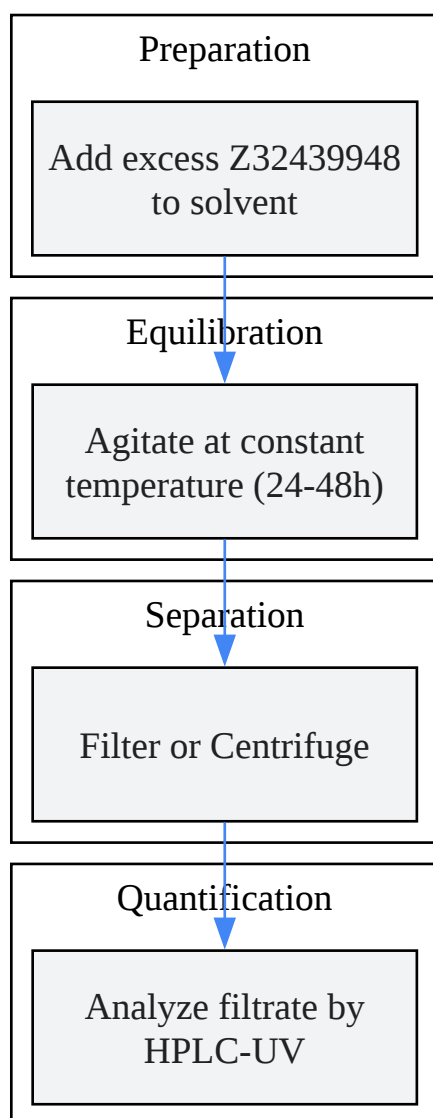 Preparation
Add excess Z32439948
to solvent
Equilibration
Agitate at constant
temperature (24-48h)
Separation
Filter or Centrifuge
Quantification
Analyze filtrate by
HPLC-UV